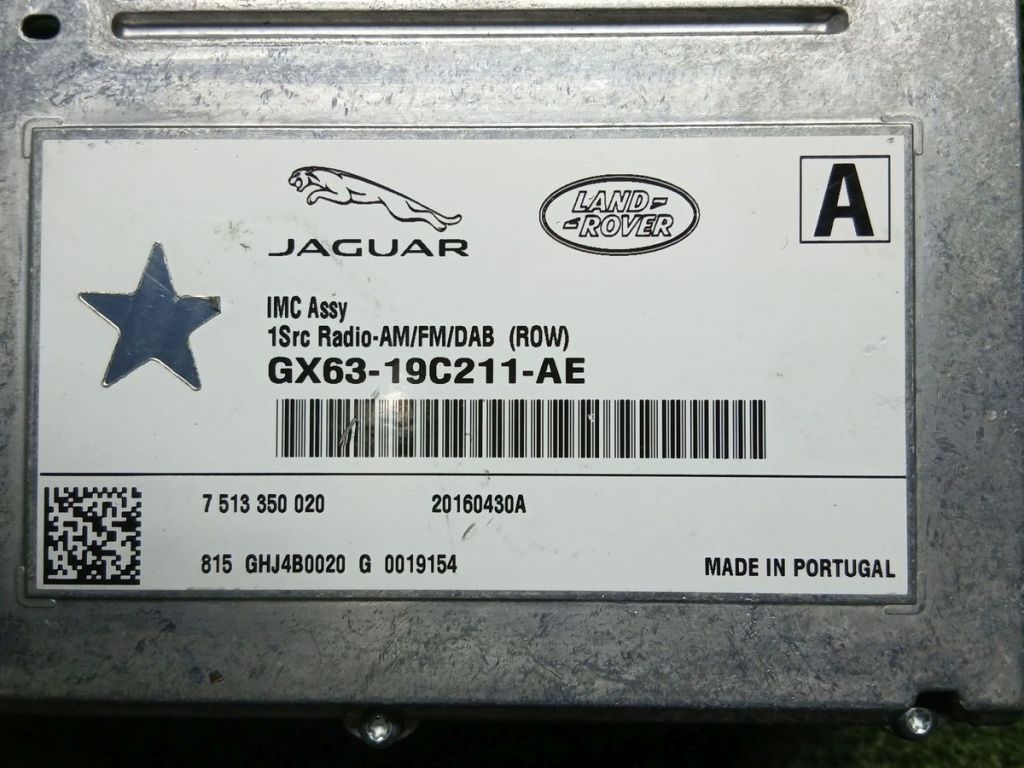 JAGUAR
LAND-
-ROVER
A
IMC Assy
1Src Radio-AM/FM/DAB (ROW)
GX63-19C211-AE
7 513 350 020 20160430A
815 GHJ4B0020 G 0019154
MADE IN PORTUGAL